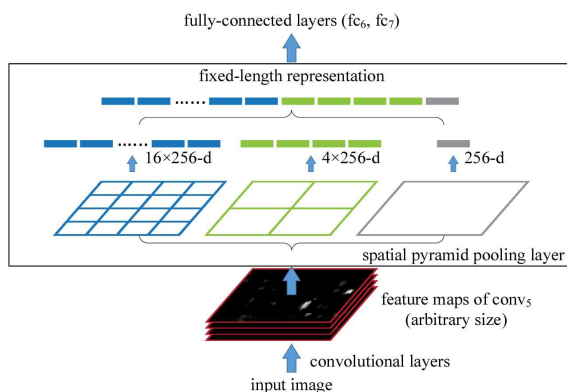 fully-connected layers (fc₆, fc₇)
fixed-length representation
......
......
16×256-d
4×256-d
256-d
spatial pyramid pooling layer
feature maps of conv₅
(arbitrary size)
convolutional layers
input image